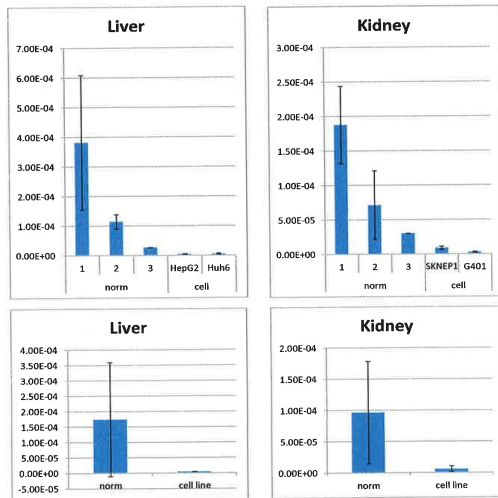 Liver
7.00E-04
6.00E-04
5.00E-04
4.00E-04
3.00E-04
2.00E-04
1.00E-04
0.00E+00
1 2 3 HepG2 Huh6
norm cell
Kidney
3.00E-04
2.50E-04
2.00E-04
1.50E-04
1.00E-04
5.00E-05
0.00E+00
1 2 3 SKNEP1 G401
norm cell
Liver
4.00E-04
3.50E-04
3.00E-04
2.50E-04
2.00E-04
1.50E-04
1.00E-04
5.00E-05
0.00E+00
-5.00E-05
norm cell line
Kidney
2.00E-04
1.50E-04
1.00E-04
5.00E-05
0.00E+00
norm cell line